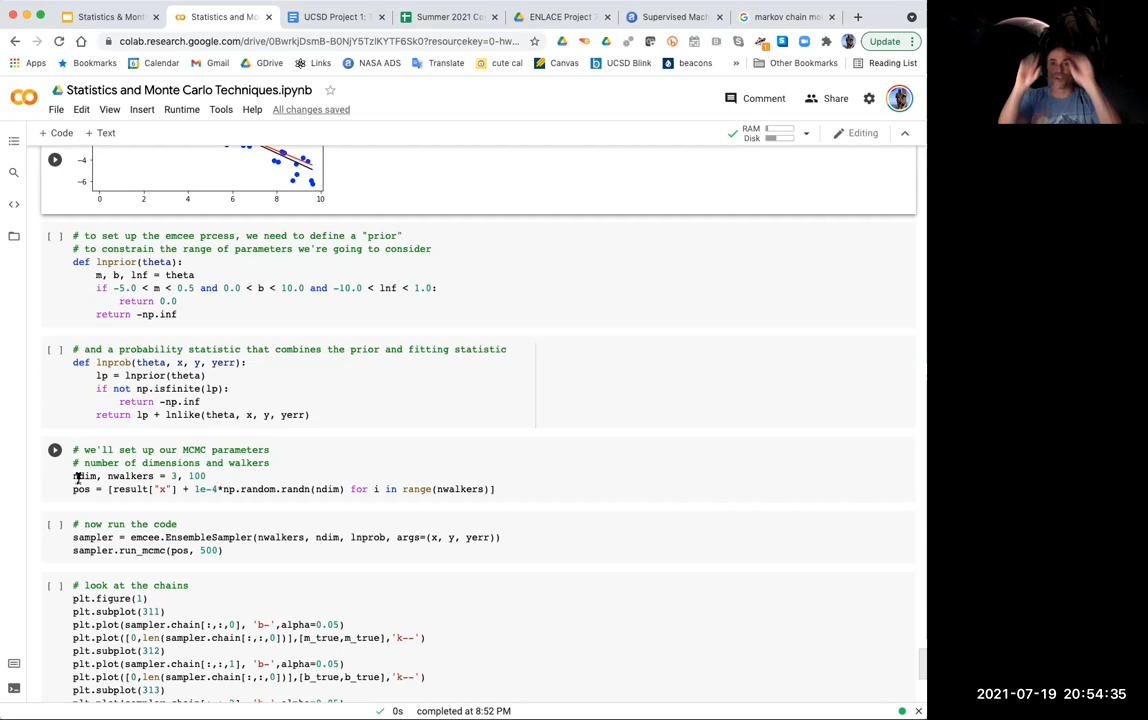 Statistics & Mont
Statistics and Mo
UCSD Project 1: T
Summer 2021 Co
ENLACE Project
Supervised Mac
markov chain mo
colab.research.google.com/drive/0BwrkjDsmB-B0NjY5TzlKYTF6Sk0?resourcekey=0-hw...
Update
Apps Bookmarks Calendar Gmail Links NASA ADS Translate cute cal Canvas UCSD Blink beacons » Other Bookmarks Reading List
Statistics and Monte Carlo Techniques.ipynb
Comment Share
File Edit View Insert Runtime Tools Help All changes saved
+ Code + Text
RAM
Disk
Editing
−4
−6
0 2 4 6 8 10
[ ] # to set up the emcee prcess, we need to define a "prior"
# to constrain the range of parameters we're going to consider
def lnprior(theta):
m, b, lnf = theta
if -5.0 < m < 0.5 and 0.0 < b < 10.0 and -10.0 < lnf < 1.0:
return 0.0
return -np.inf
[ ] # and a probability statistic that combines the prior and fitting statistic
def lnprob(theta, x, y, yerr):
lp = lnprior(theta)
if not np.isfinite(lp):
return -np.inf
return lp + lnlike(theta, x, y, yerr)
# we'll set up our MCMC parameters
# number of dimensions and walkers
ndim, nwalkers = 3, 100
pos = [result["x"] + 1e-4*np.random.randn(ndim) for i in range(nwalkers)]
[ ] # now run the code
sampler = emcee.EnsembleSampler(nwalkers, ndim, lnprob, args=(x, y, yerr))
sampler.run_mcmc(pos, 500)
[ ] # look at the chains
plt.figure(1)
plt.subplot(311)
plt.plot(sampler.chain[:,:,0], 'b-',alpha=0.05)
plt.plot([0,len(sampler.chain[:,:,0])],[m_true,m_true],'k--')
plt.subplot(312)
plt.plot(sampler.chain[:,:,1], 'b-',alpha=0.05)
plt.plot([0,len(sampler.chain[:,:,0])],[b_true,b_true],'k--')
plt.subplot(313)
0s completed at 8:52 PM
2021-07-19 20:54:35